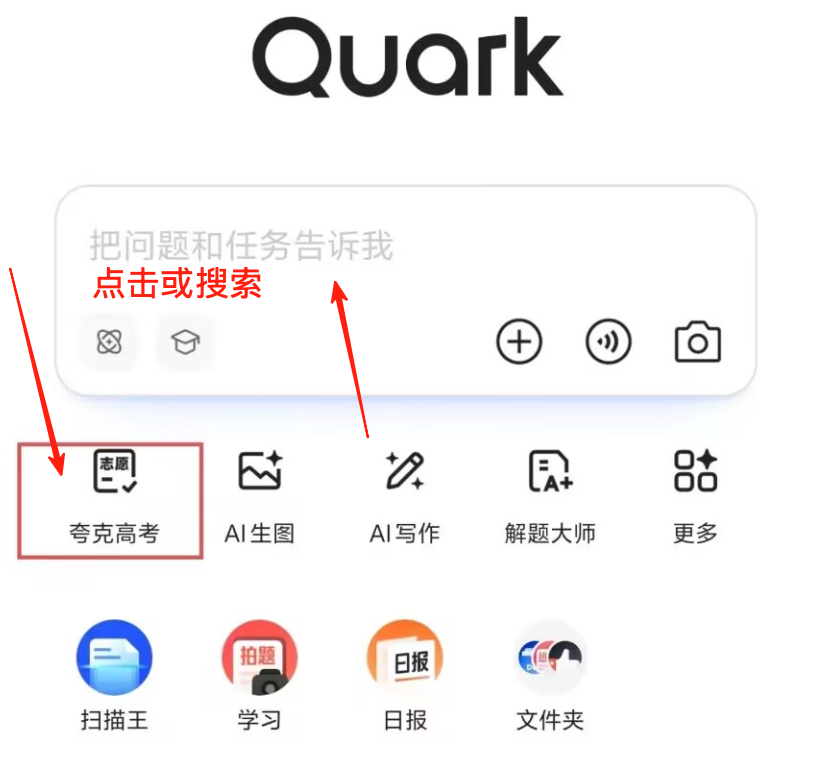 Quark
把问题和任务告诉我
点击或搜索
志愿
A+
夸克高考
AI生图
AI写作
解题大师
更多
拍题
日报
扫描王
学习
日报
文件夹